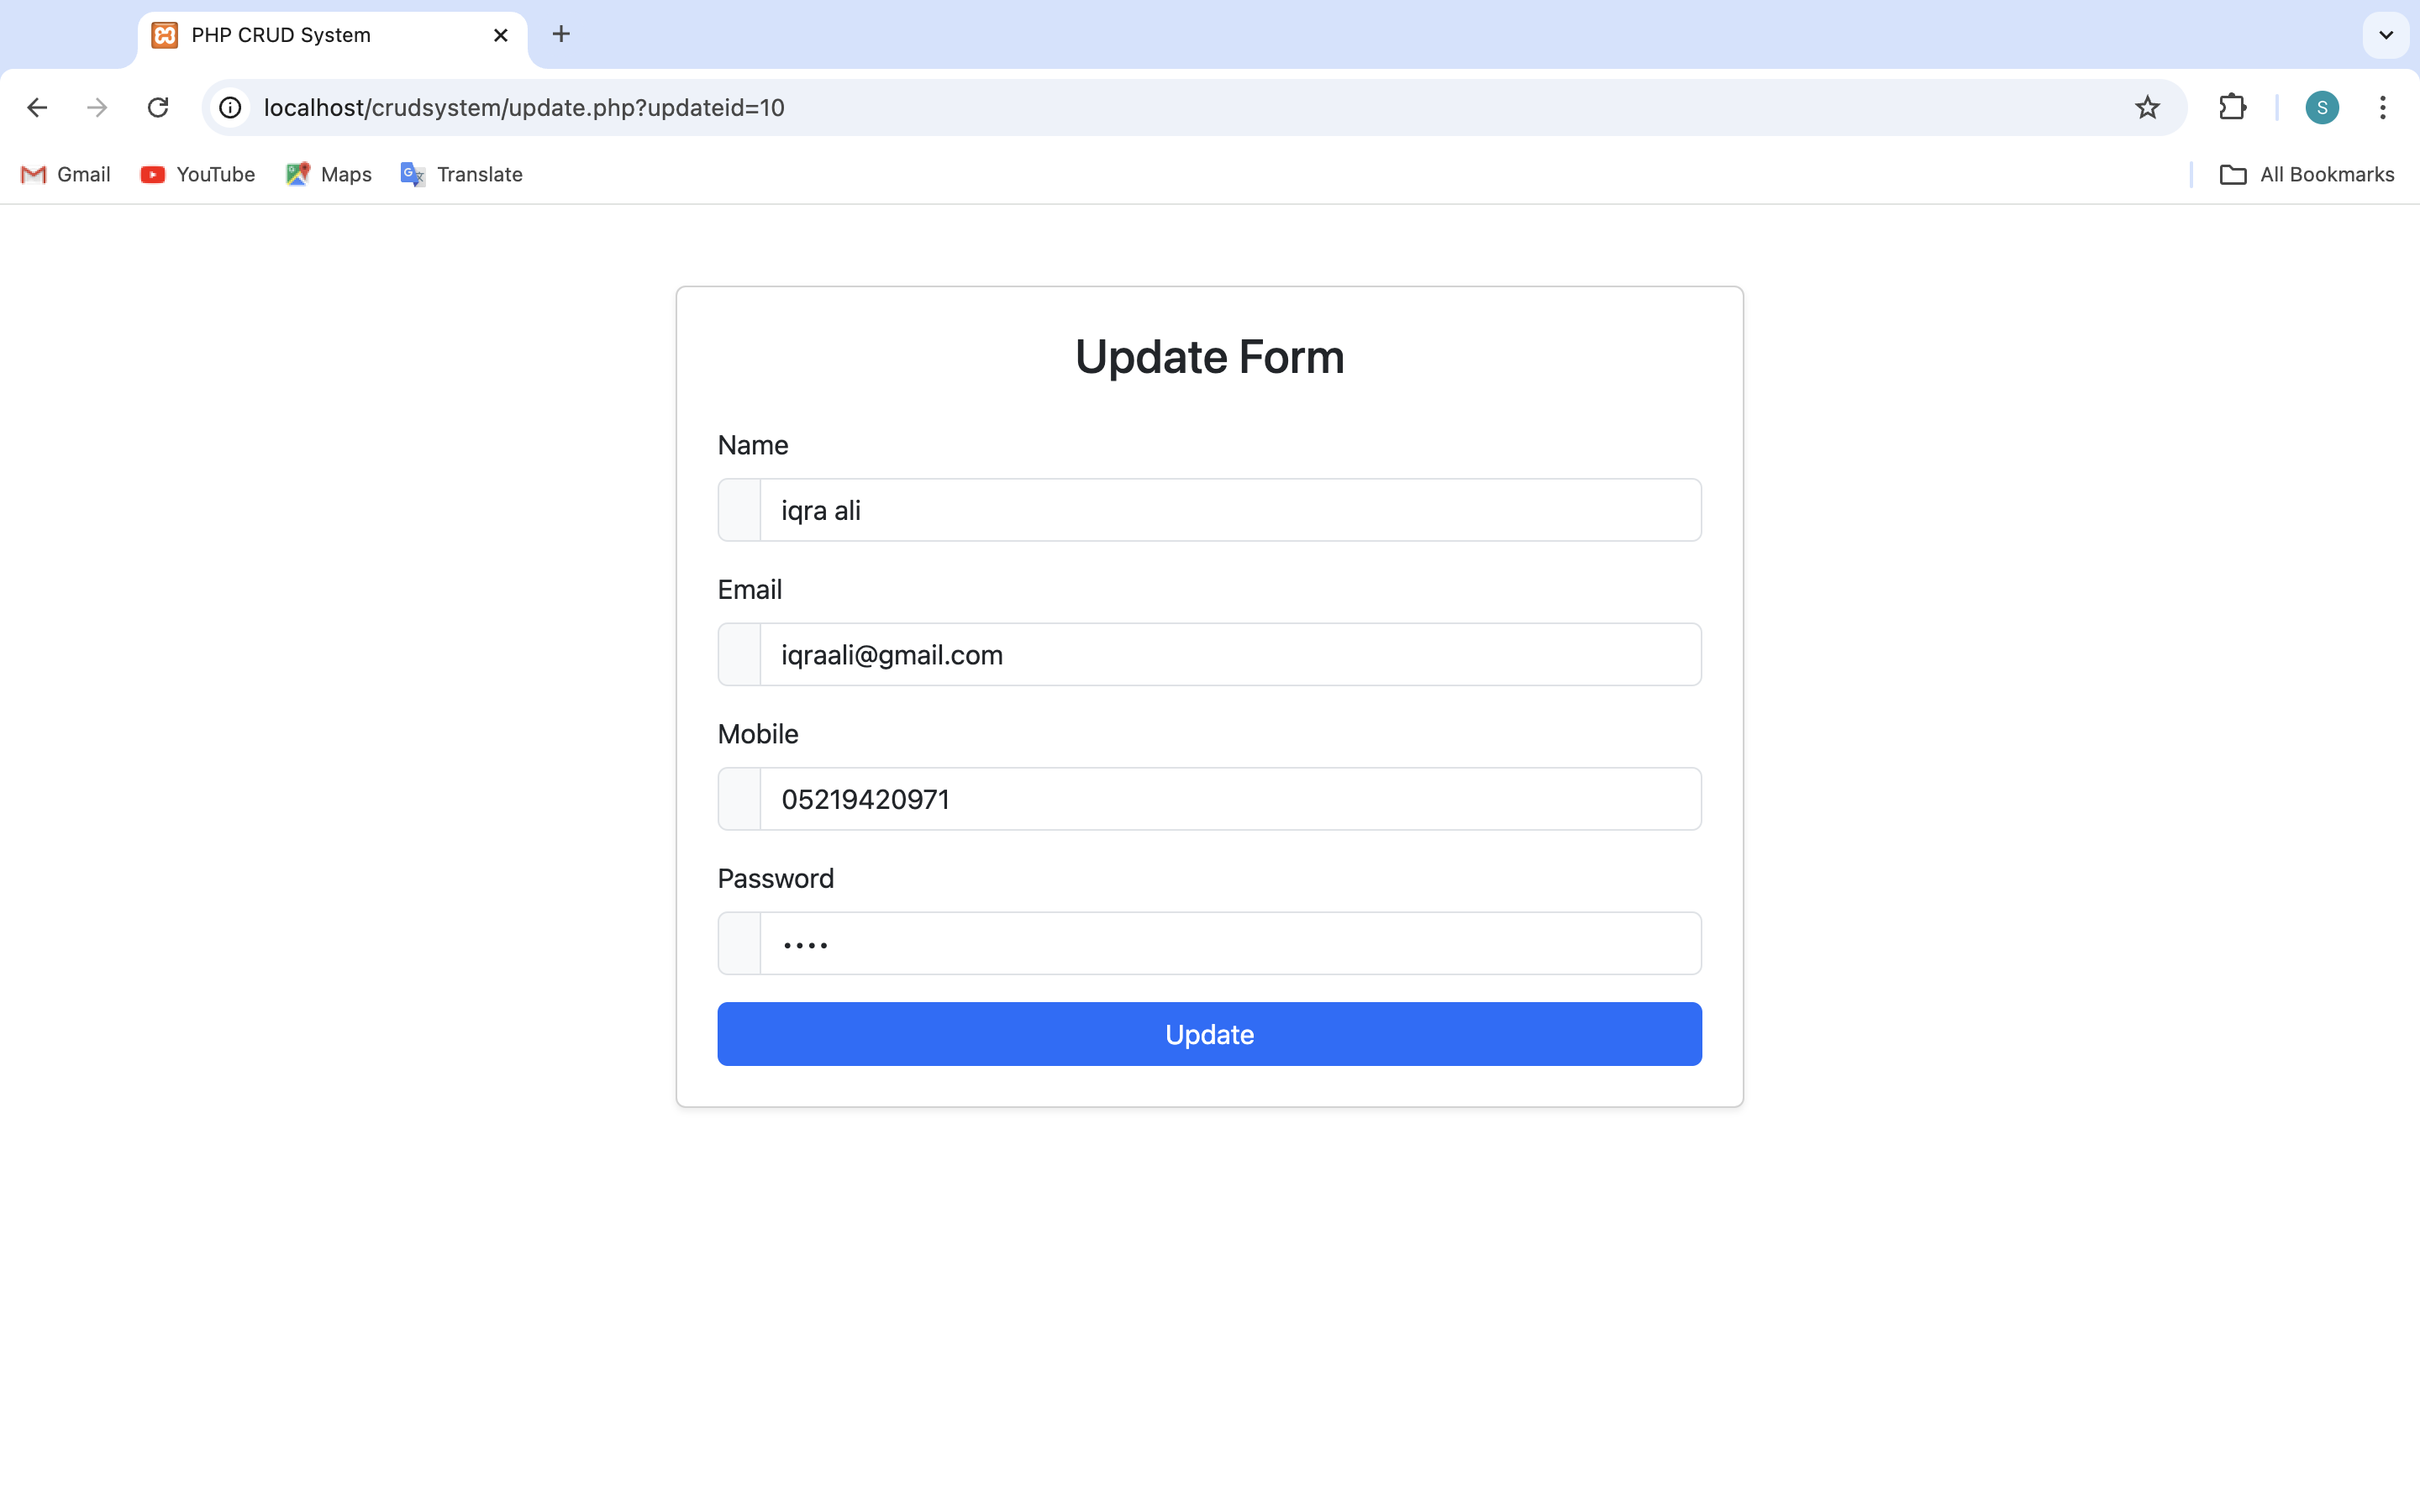 PHP CRUD System
localhost/crudsystem/update.php?updateid=10
S
Gmail YouTube Maps Translate All Bookmarks
Update Form
Name
iqra ali
Email
iqraali@gmail.com
Mobile
05219420971
Password
••••
Update